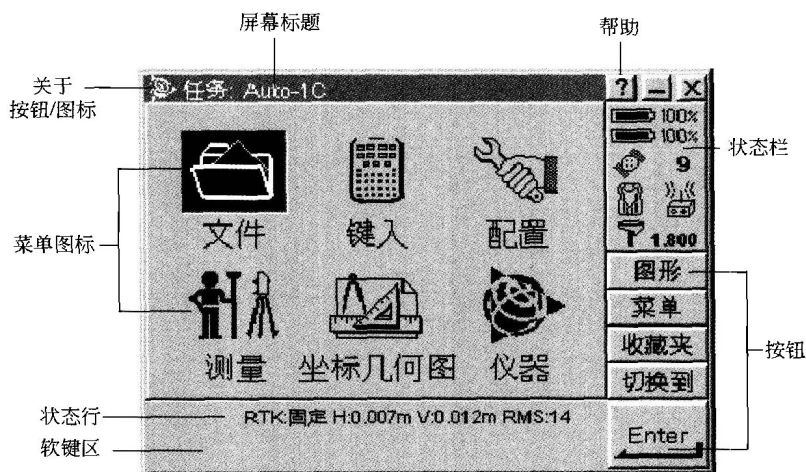 屏幕标题
帮助
关于
按钮/图标
任务: Auto-1C
?
100%
100%
状态栏
9
1.800
文件
键入
配置
菜单图标
测量
坐标几何图
仪器
图形
菜单
收藏夹
切换到
按钮
状态行
RTK:固定 H:0.007m V:0.012m RMS:14
软键区
Enter